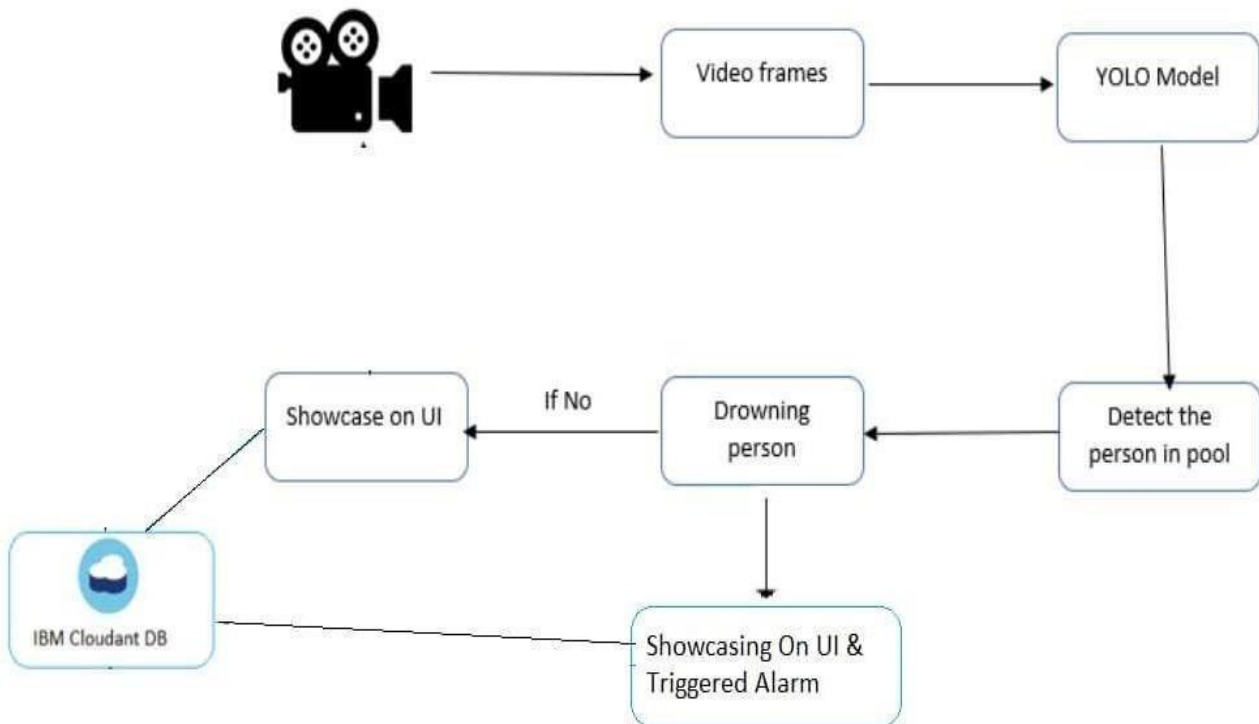 Video frames
YOLO Model
Showcase on UI
If No
Drowning
person
Detect the
person in pool
IBM Cloudant DB
Showcasing On UI &
Triggered Alarm